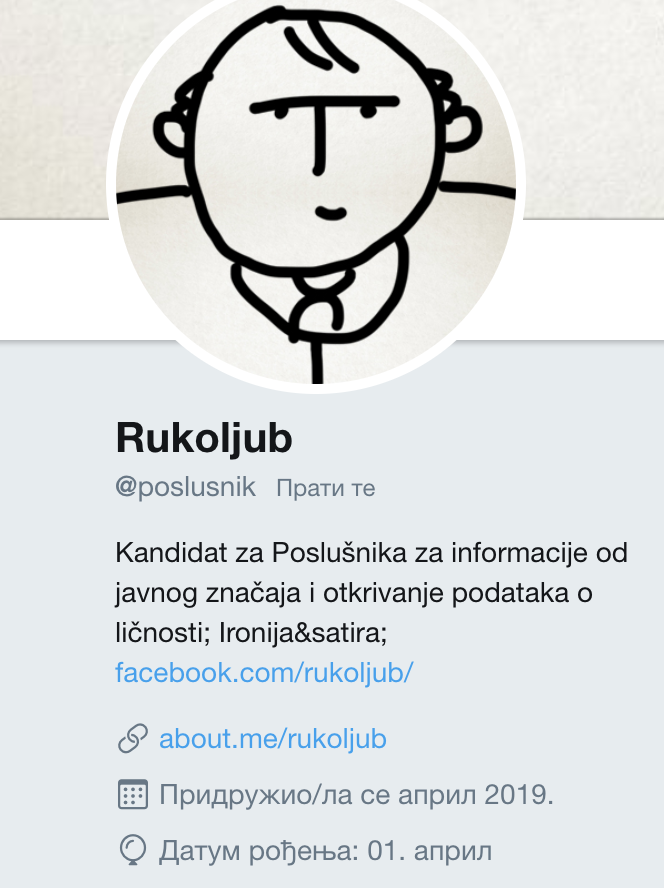 Rukoljub
@poslusnik Прати те
Kandidat za Poslušnika za informacije od
javnog značaja i otkrivanje podataka o
ličnosti; Ironija&satira;
facebook.com/rukoljub/
about.me/rukoljub
Придружио/ла се април 2019.
Датум рођења: 01. април